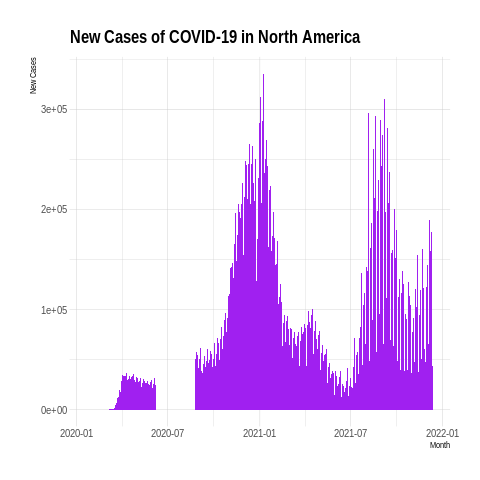 New Cases of COVID-19 in North America
New Cases
3e+05
2e+05
1e+05
0e+00
2020-01 2020-07 2021-01 2021-07 2022-01
Month